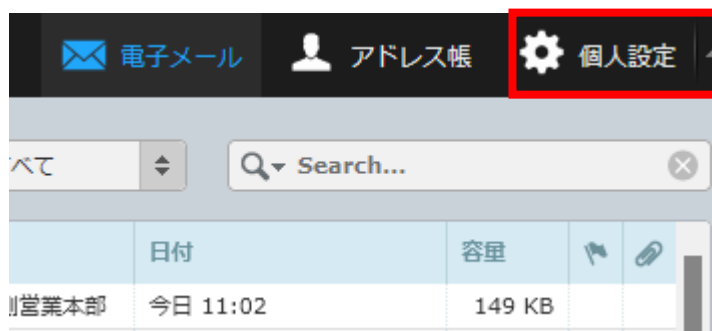 電子メール アドレス帳 個人設定
べて Search...
日付 容量
営業本部 今日 11:02 149 KB